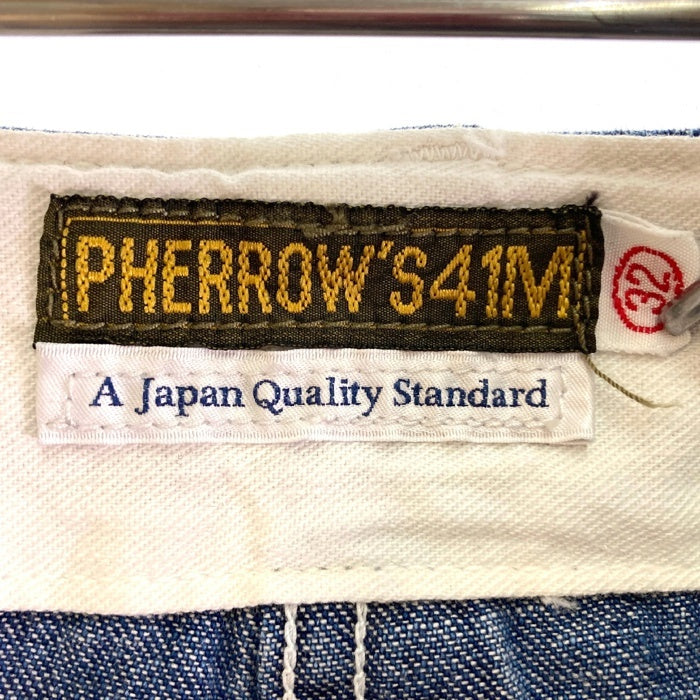 PHERROW'S41M
32
A Japan Quality Standard